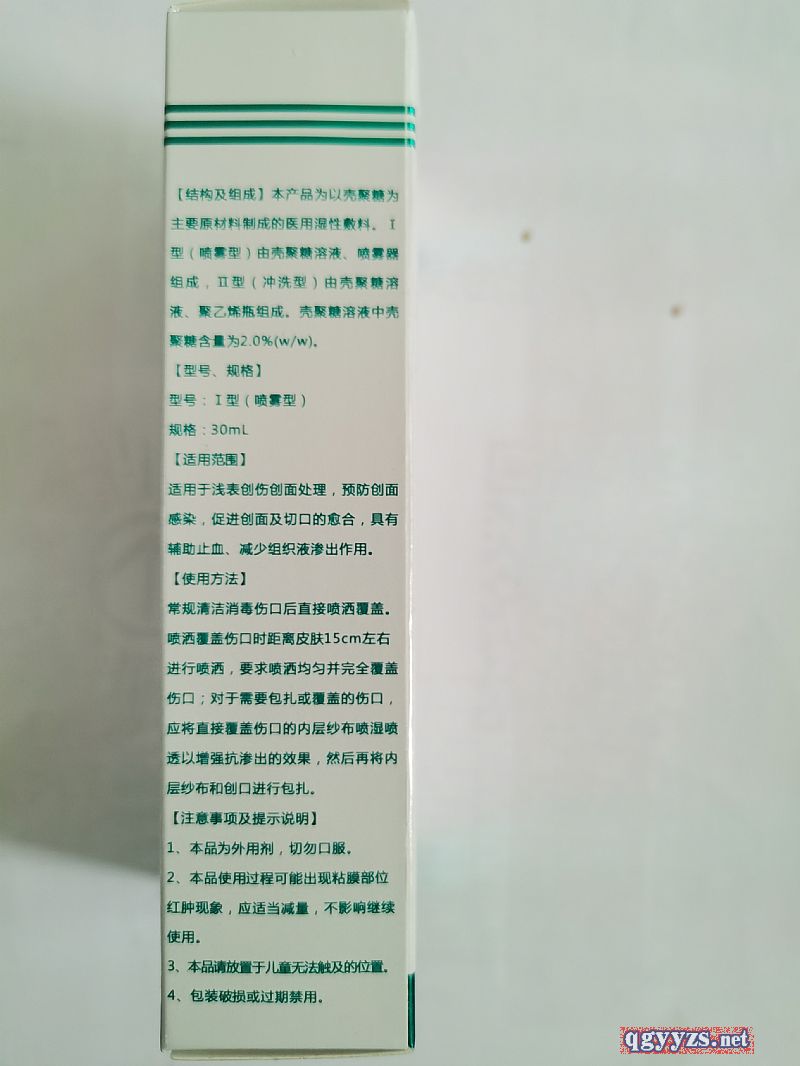 【结构及组成】本产品为以壳聚糖为
主要原材料制成的医用湿性敷料。Ⅰ
型（喷雾型）由壳聚糖溶液、喷雾器
组成，Ⅱ型（冲洗型）由壳聚糖溶
液、聚乙烯瓶组成。壳聚糖溶液中壳
聚糖含量为2.0%(w/w)。
【型号、规格】
型号：Ⅰ型（喷雾型）
规格：30mL
【适用范围】
适用于浅表创伤创面处理，预防创面
感染，促进创面及切口的愈合，具有
辅助止血、减少组织液渗出作用。
【使用方法】
常规清洁消毒伤口后直接喷洒覆盖。
喷洒覆盖伤口时距离皮肤15cm左右
进行喷洒，要求喷洒均匀并完全覆盖
伤口；对于需要包扎或覆盖的伤口，
应将直接覆盖伤口的内层纱布喷湿喷
透以增强抗渗出的效果，然后再将内
层纱布和创口进行包扎。
【注意事项及提示说明】
1、本品为外用剂，切勿口服。
2、本品使用过程可能出现粘膜部位
红肿现象，应适当减量，不影响继续
使用。
3、本品请放置于儿童无法触及的位置。
4、包装破损或过期禁用。
qgyyzs.net